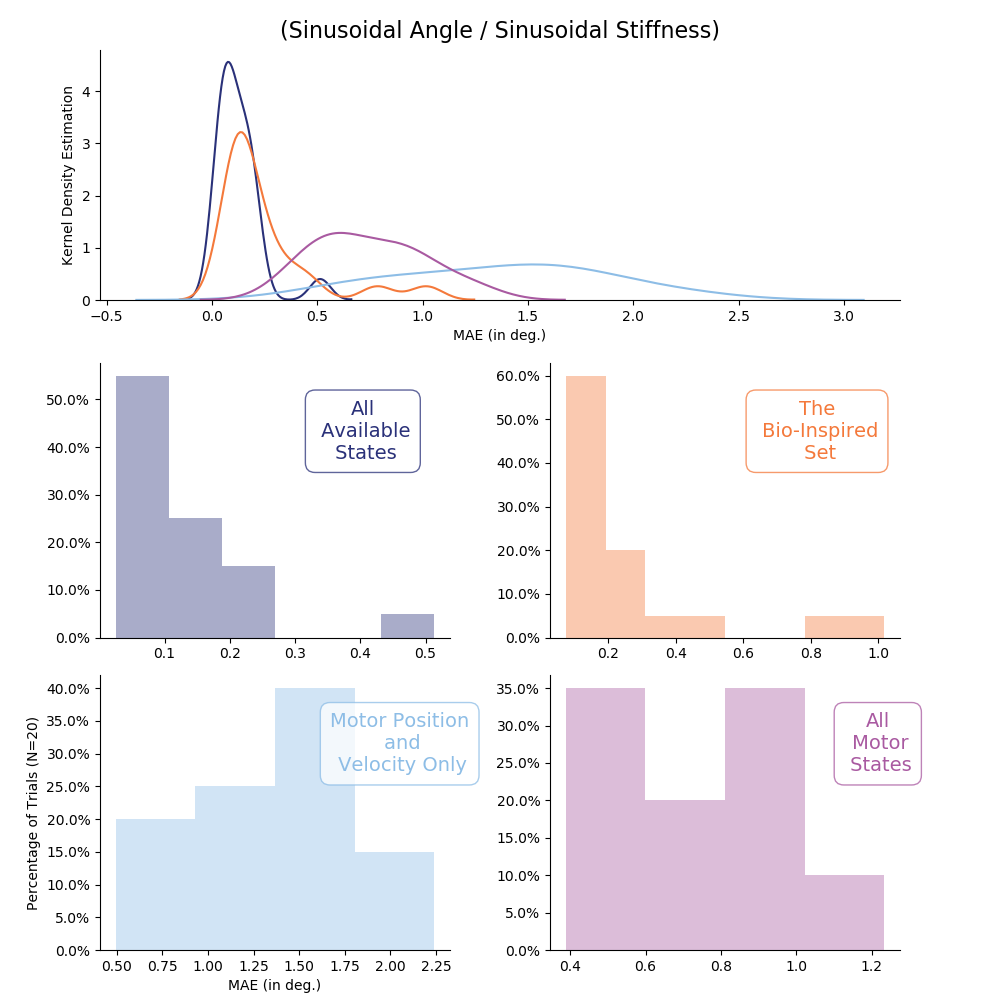 (Sinusoidal Angle / Sinusoidal Stiffness)
Kernel Density Estimation
4
3
2
1
0
−0.5 0.0 0.5 1.0 1.5 2.0 2.5 3.0
MAE (in deg.)
50.0%
40.0%
30.0%
20.0%
10.0%
0.0%
0.1 0.2 0.3 0.4 0.5
All
Available
States
60.0%
50.0%
40.0%
30.0%
20.0%
10.0%
0.0%
0.2 0.4 0.6 0.8 1.0
The
Bio-Inspired
Set
Percentage of Trials (N=20)
40.0%
35.0%
30.0%
25.0%
20.0%
15.0%
10.0%
5.0%
0.0%
0.50 0.75 1.00 1.25 1.50 1.75 2.00 2.25
MAE (in deg.)
Motor Position
and
Velocity Only
35.0%
30.0%
25.0%
20.0%
15.0%
10.0%
5.0%
0.0%
0.4 0.6 0.8 1.0 1.2
All
Motor
States